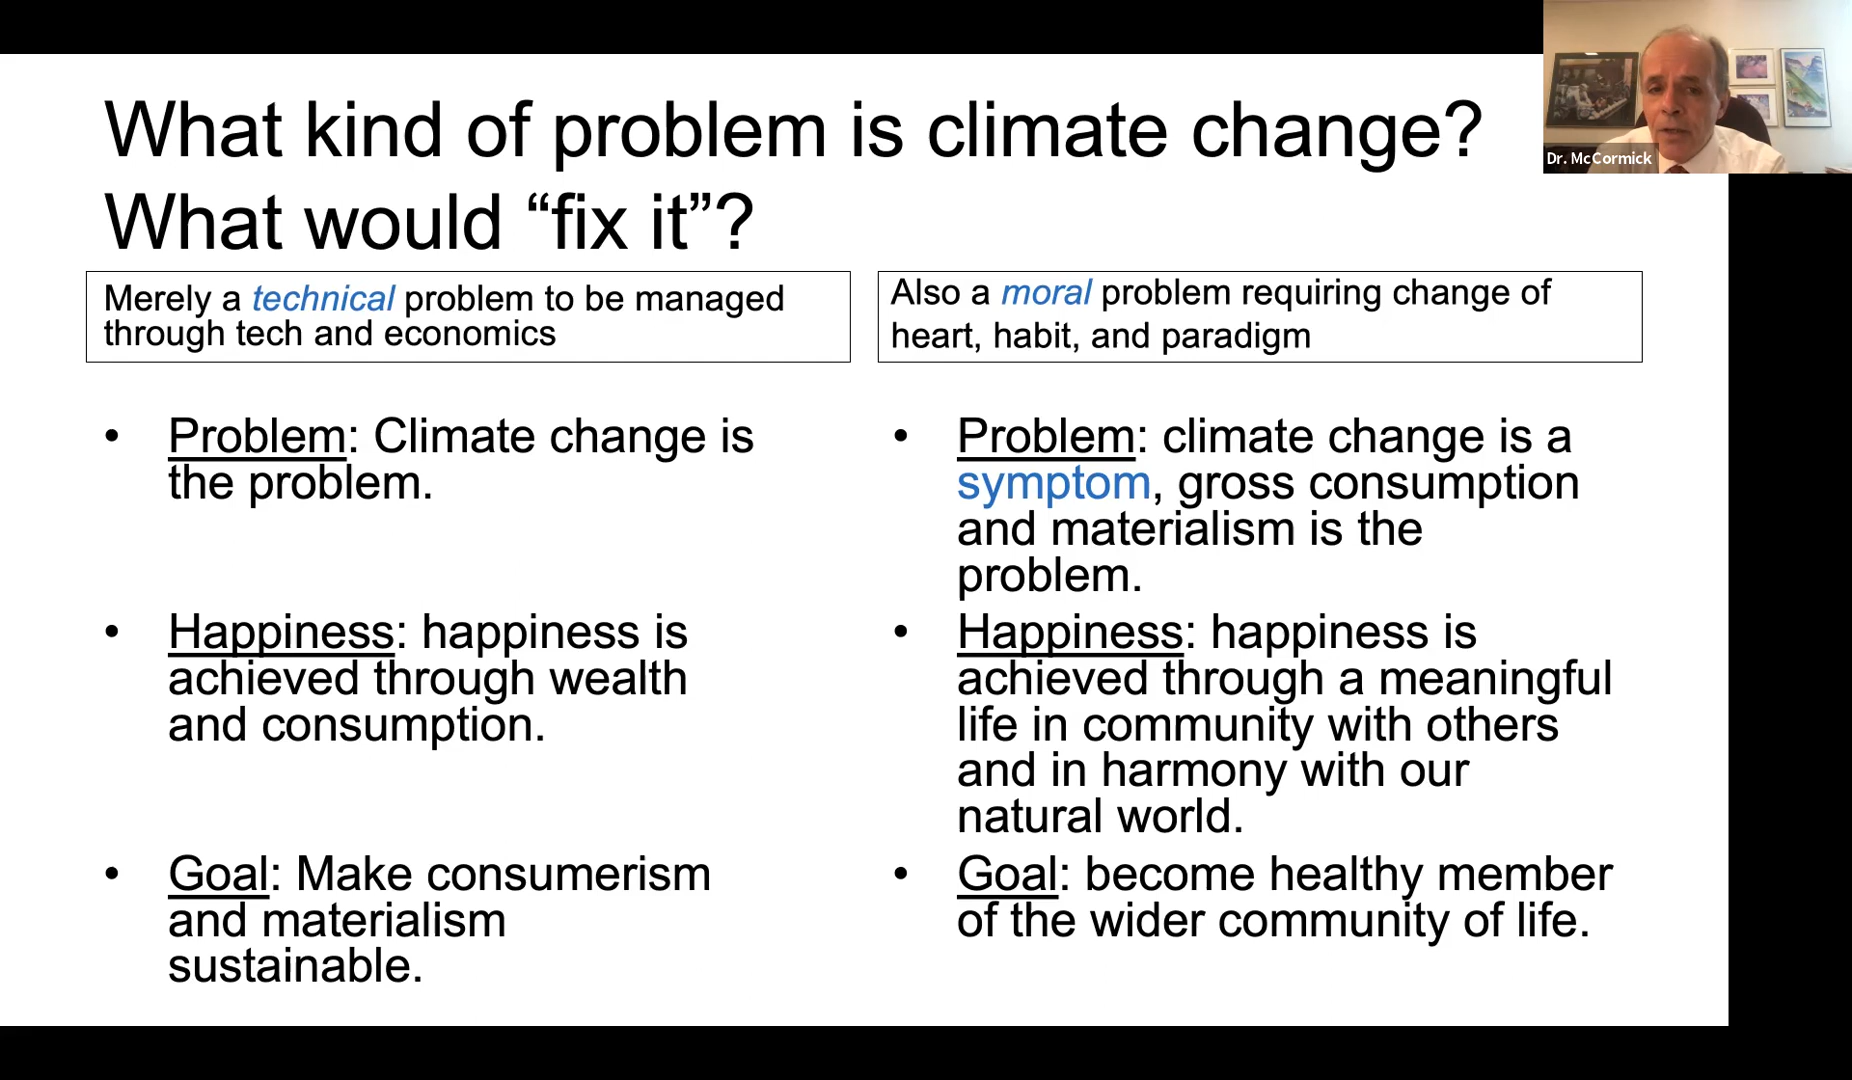 What kind of problem is climate change?
What would “fix it”?
Dr. McCormick
Merely a technical problem to be managed
through tech and economics
• Problem: Climate change is
the problem.
• Happiness: happiness is
achieved through wealth
and consumption.
• Goal: Make consumerism
and materialism
sustainable.
Also a moral problem requiring change of
heart, habit, and paradigm
• Problem: climate change is a
symptom, gross consumption
and materialism is the
problem.
• Happiness: happiness is
achieved through a meaningful
life in community with others
and in harmony with our
natural world.
• Goal: become healthy member
of the wider community of life.